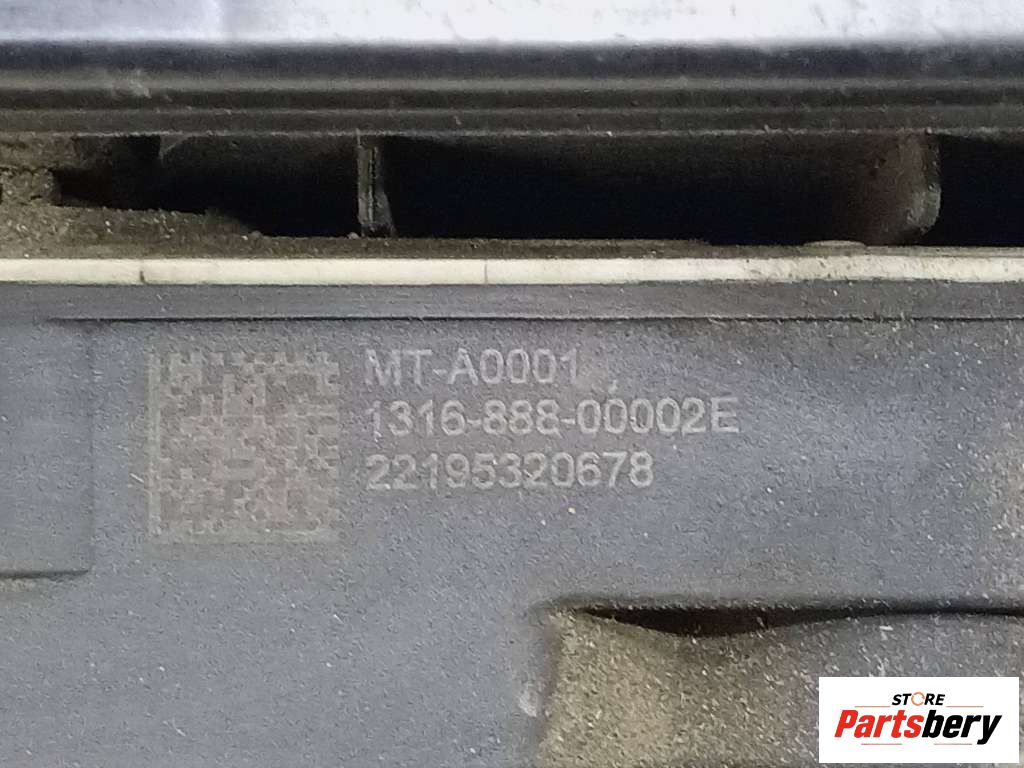 MT-A0001
1316-888-00002E
22195320678
STORE
Partsbery